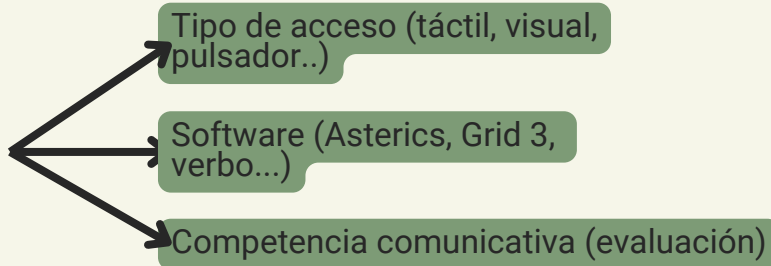 Tipo de acceso (táctil, visual,
pulsador..)
Software (Asterics, Grid 3,
verbo...)
Competencia comunicativa (evaluación)